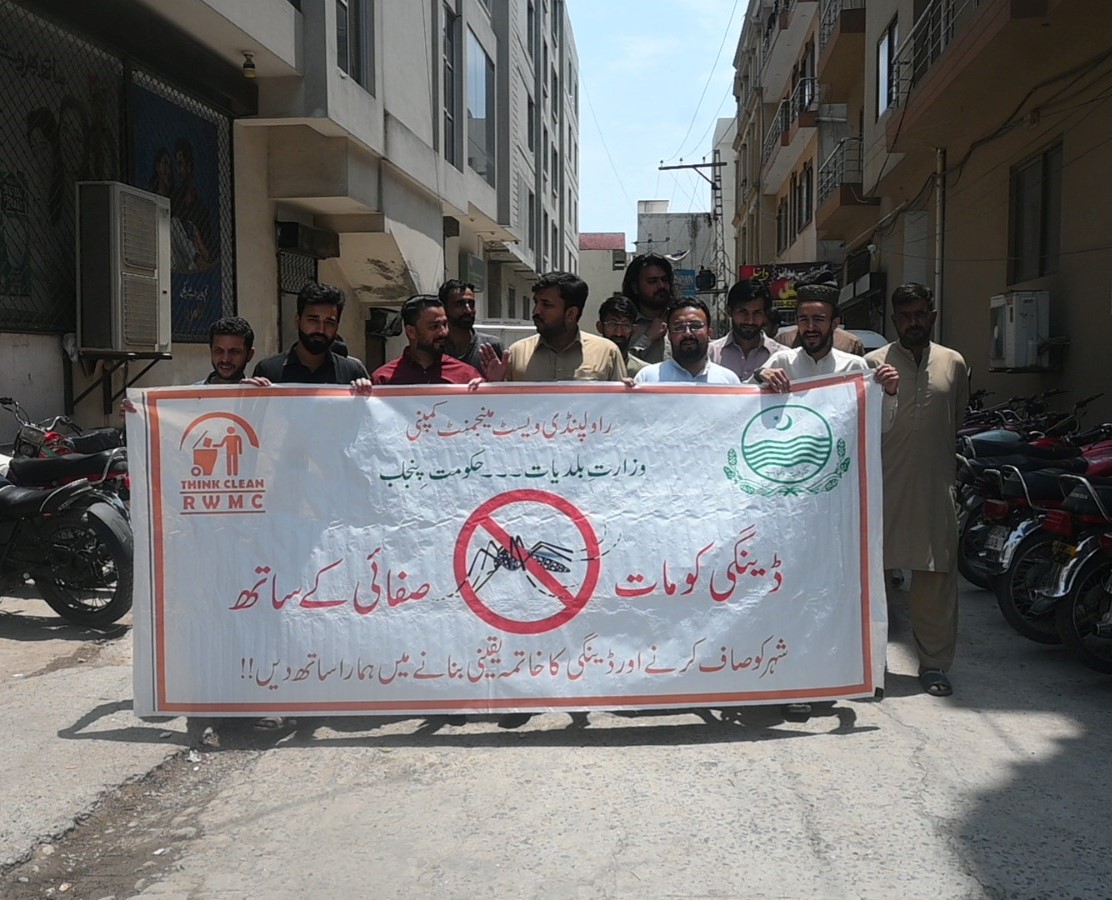 راولپنڈی ویسٹ مینجمنٹ کمپنی
وزارتِ بلدیات۔۔۔حکومتِ پنجاب
THINK CLEAN
RWMC
ڈینگی کو مات صفائی کے ساتھ
شہر کو صاف کرنے اور ڈینگی کا خاتمہ یقینی بنانے میں ہمارا ساتھ دیں!!